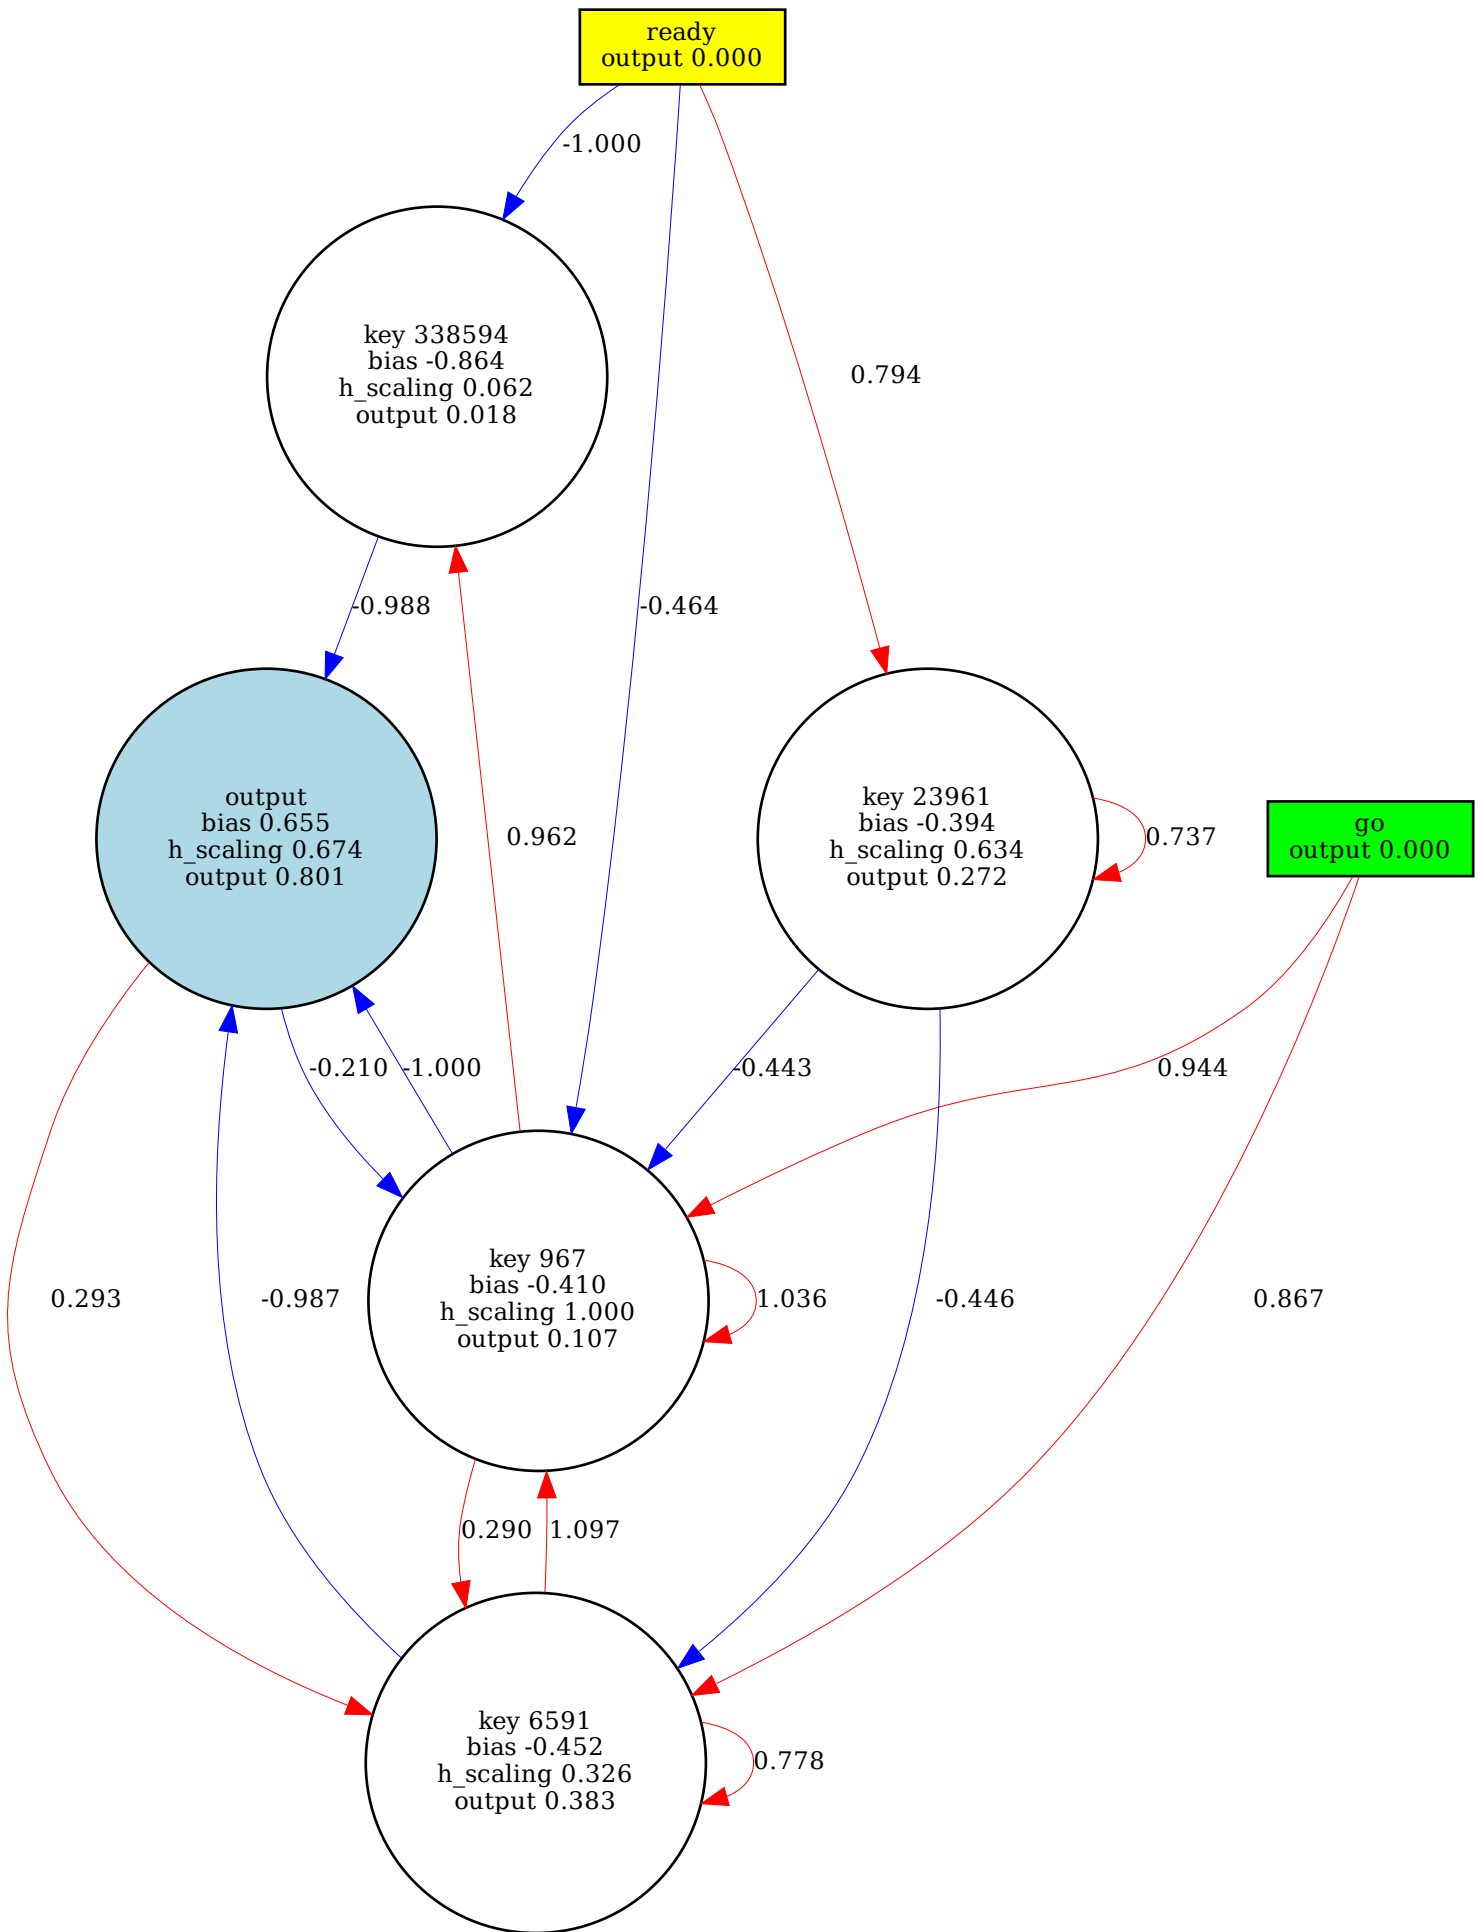 ready
output 0.000
-1.000
key 338594
bias -0.864
h_scaling 0.062
output 0.018
0.794
-0.988
-0.464
output
bias 0.655
h_scaling 0.674
output 0.801
0.962
key 23961
bias -0.394
h_scaling 0.634
output 0.272
0.737
go
output 0.000
-0.210
-1.000
-0.443
0.944
0.293
-0.987
key 967
bias -0.410
h_scaling 1.000
output 0.107
1.036
-0.446
0.867
0.290
1.097
key 6591
bias -0.452
h_scaling 0.326
output 0.383
0.778